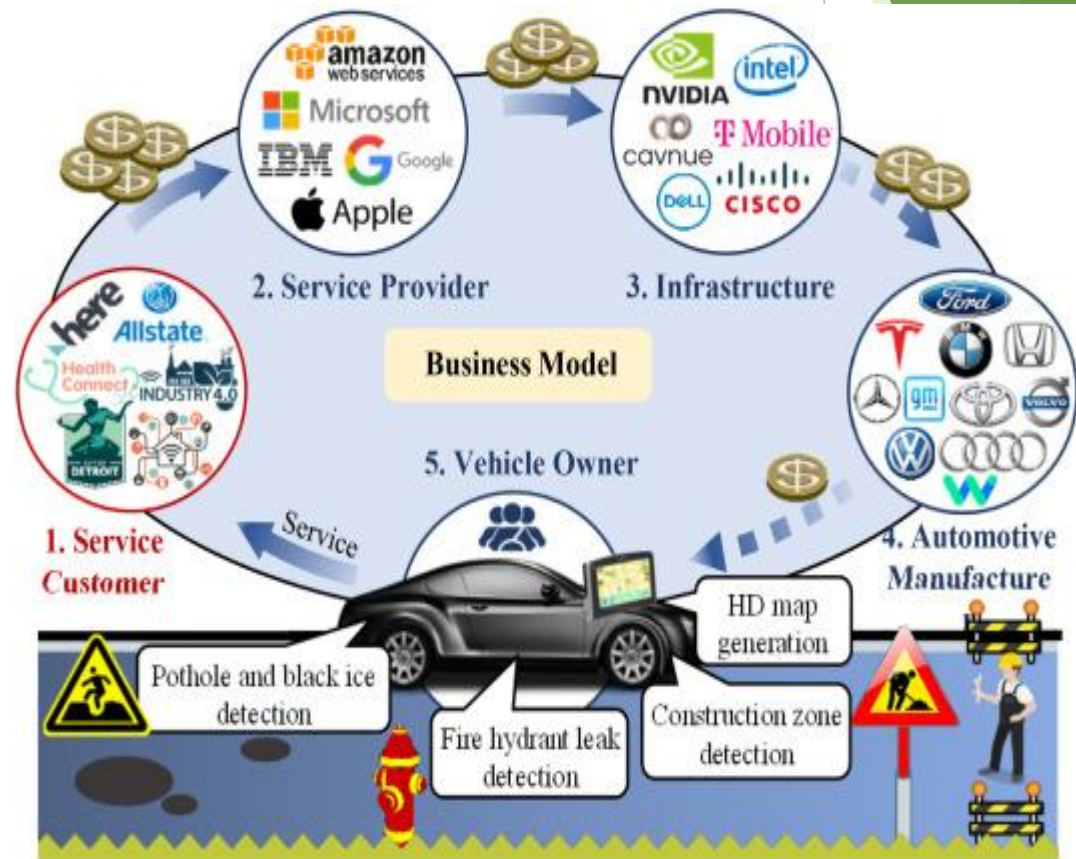 amazon
webservices
Microsoft
IBM
Google
Apple
2. Service Provider
NVIDIA
intel
cavnue
T Mobile
DELL
CISCO
3. Infrastructure
here
Allstate
Health
Connect
INDUSTRY 4.0
DETROIT
1. Service
Customer
Business Model
Ford
BMW
gm
VOLVO
4. Automotive
Manufacture
5. Vehicle Owner
Service
HD map
generation
Pothole and black ice
detection
Fire hydrant leak
detection
Construction zone
detection